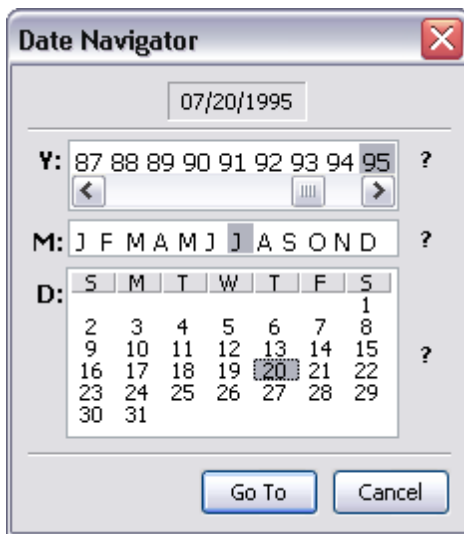 Date Navigator
07/20/1995
Y: 87 88 89 90 91 92 93 94 95 ?
M: J F M A M J J A S O N D ?
D: S M T W T F S
1
2 3 4 5 6 7 8
9 10 11 12 13 14 15 ?
16 17 18 19 20 21 22
23 24 25 26 27 28 29
30 31
Go To Cancel